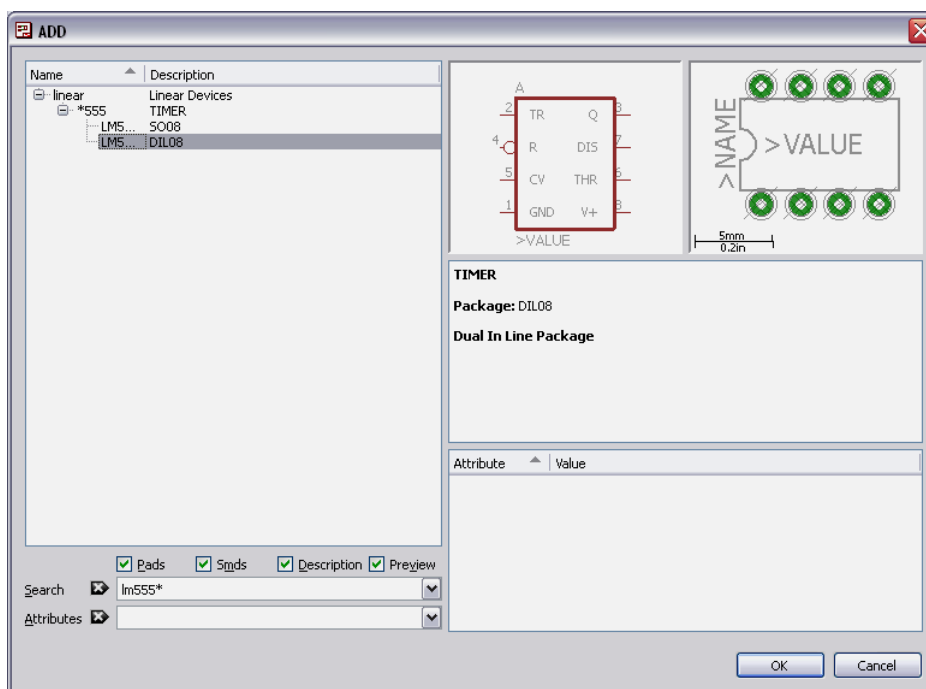 ADD
Name Description
linear Linear Devices
*555 TIMER
LM5... SO08
LM5... DIL08
A
2 TR Q 3
4 R DIS 7
5 CV THR 6
1 GND V+ 8
>VALUE
>NAME
>VALUE
5mm
0.2in
TIMER
Package: DIL08
Dual In Line Package
Attribute Value
Pads Smds Description Preview
Search lm555*
Attributes
OK Cancel